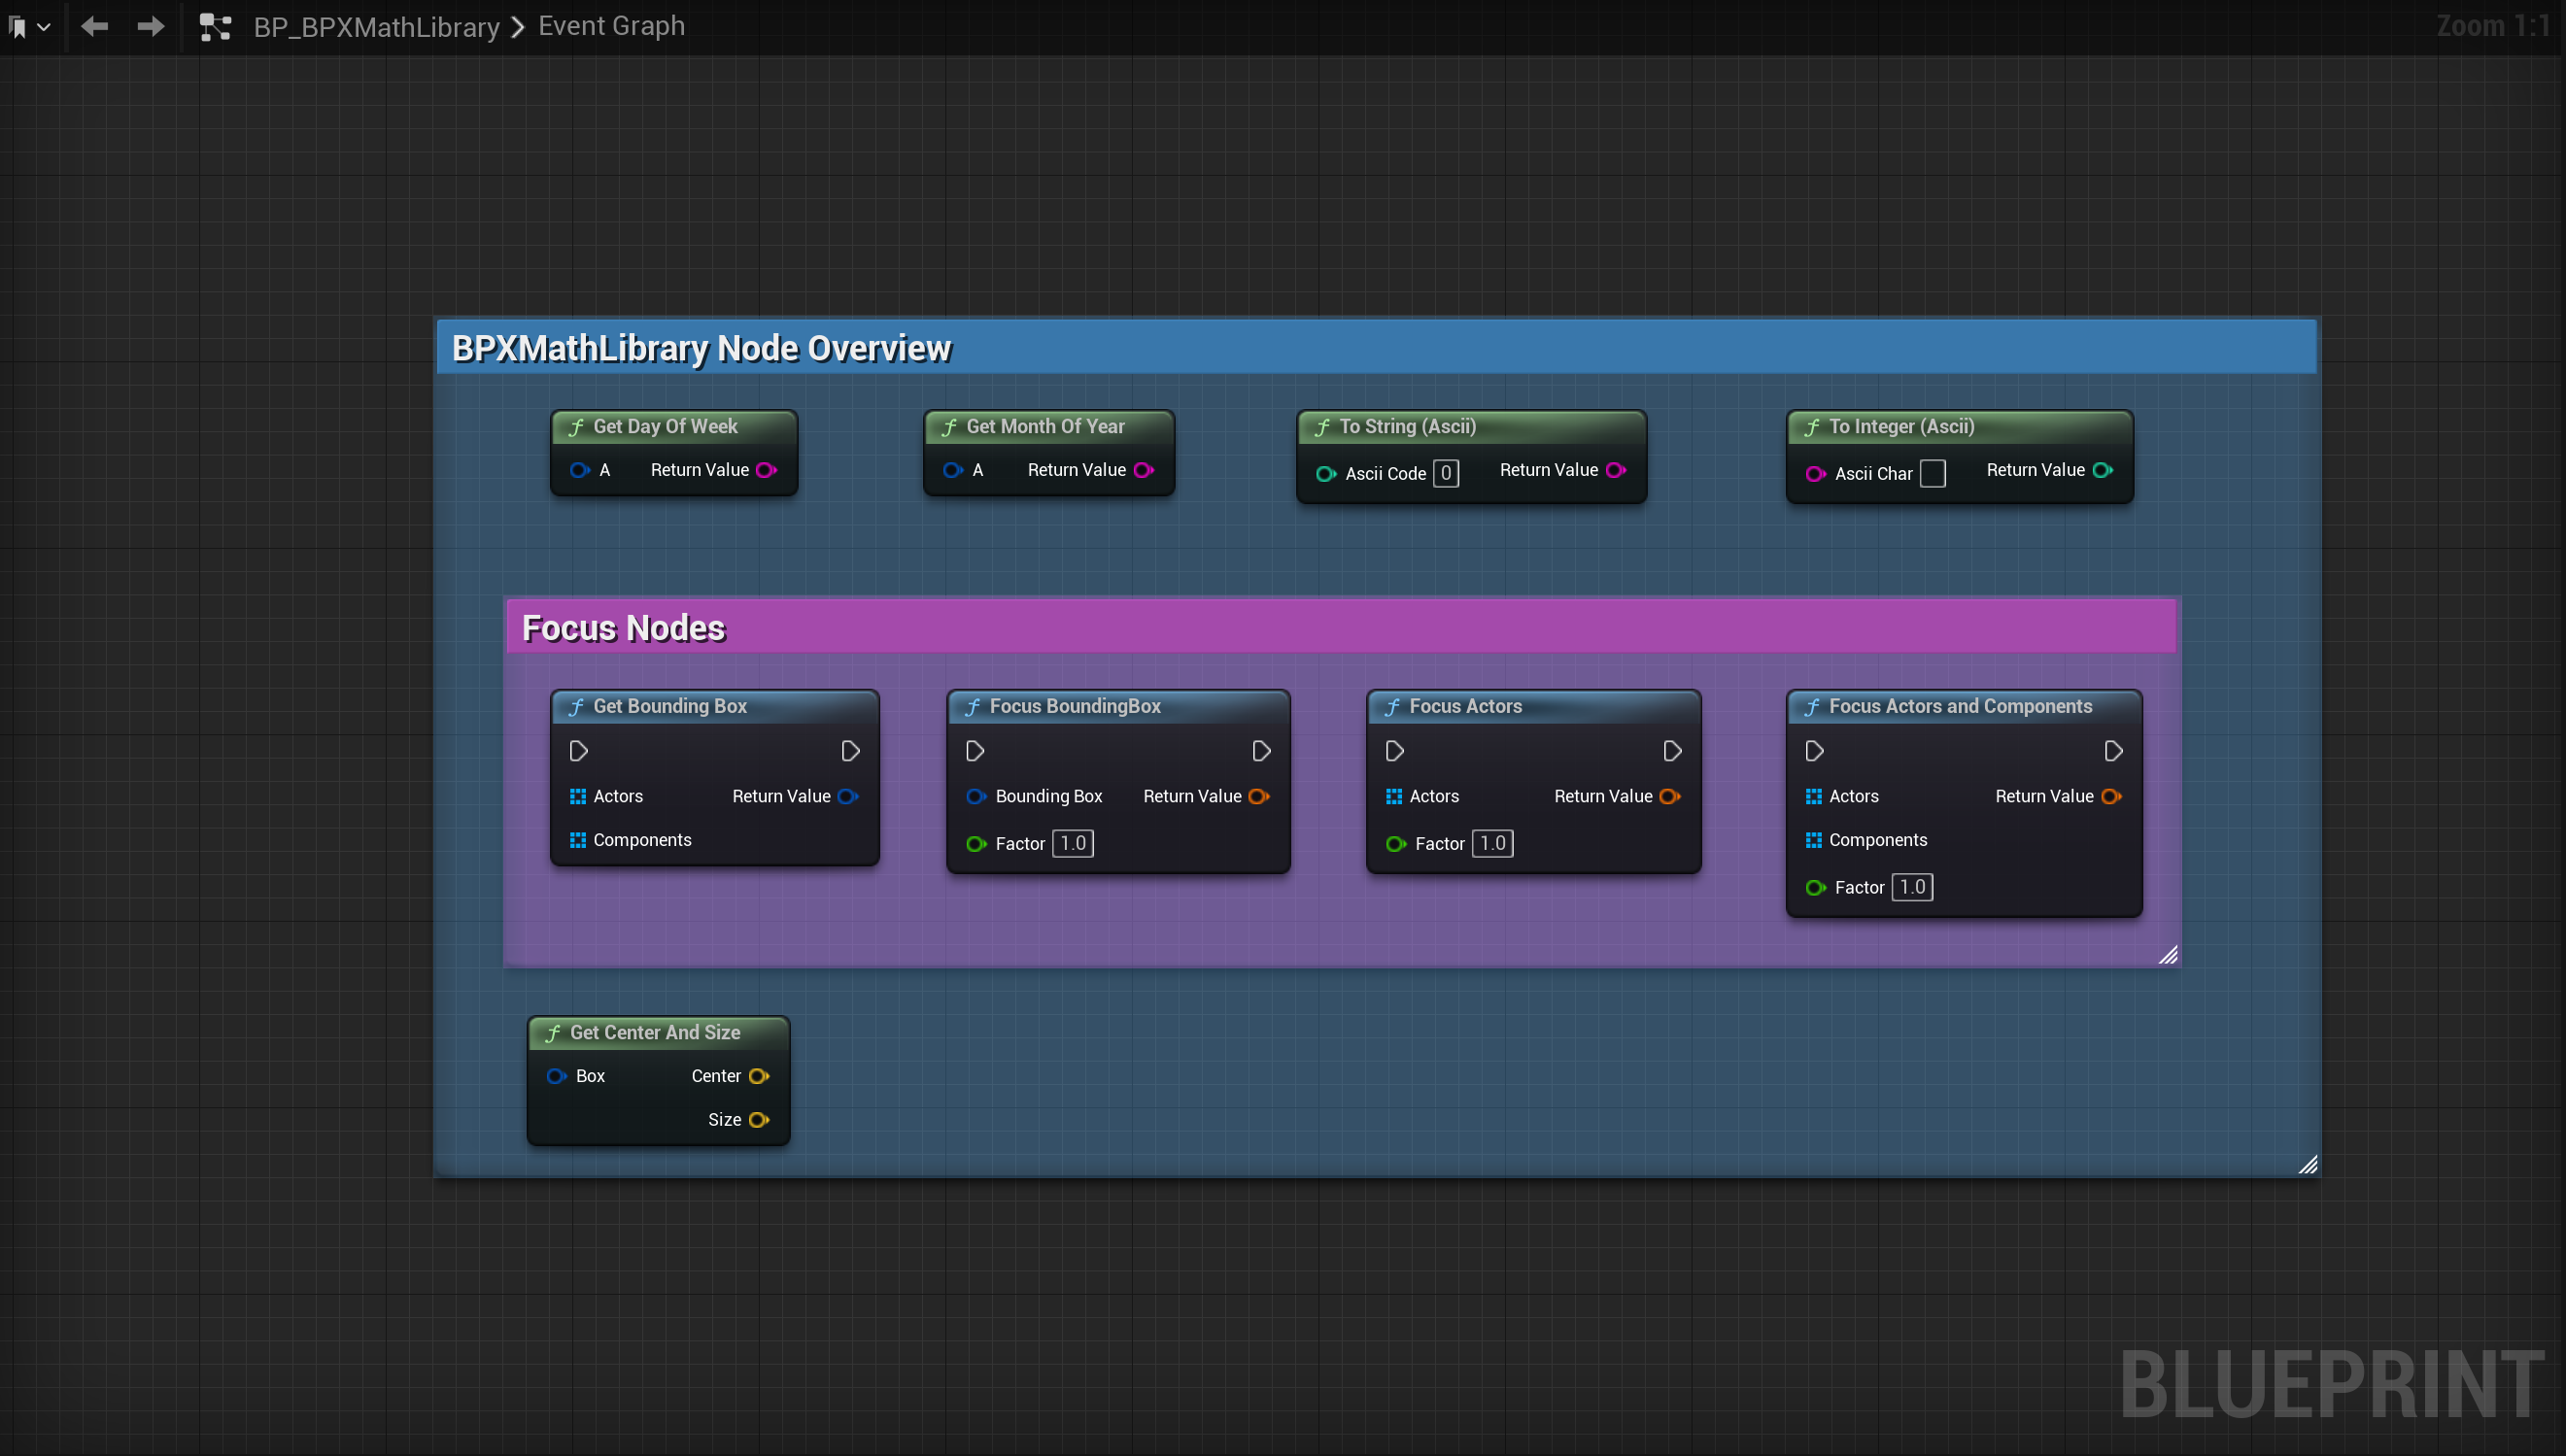 BP_BPXMathLibrary > Event Graph
Zoom 1:1
BPXMathLibrary Node Overview
f Get Day Of Week
A Return Value
f Get Month Of Year
A Return Value
f To String (Ascii)
Ascii Code 0 Return Value
f To Integer (Ascii)
Ascii Char Return Value
Focus Nodes
f Get Bounding Box
Actors Return Value
Components
f Focus BoundingBox
Bounding Box Return Value
Factor 1.0
f Focus Actors
Actors Return Value
Factor 1.0
f Focus Actors and Components
Actors Return Value
Components
Factor 1.0
f Get Center And Size
Box Center
Size
BLUEPRINT